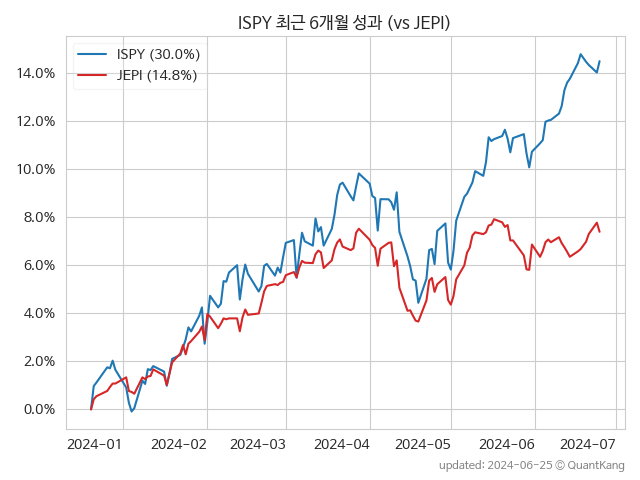 ISPY 최근 6개월 성과 (vs JEPI)
ISPY (30.0%)
JEPI (14.8%)
14.0%
12.0%
10.0%
8.0%
6.0%
4.0%
2.0%
0.0%
2024-01 2024-02 2024-03 2024-04 2024-05 2024-06 2024-07
updated: 2024-06-25 © QuantKang